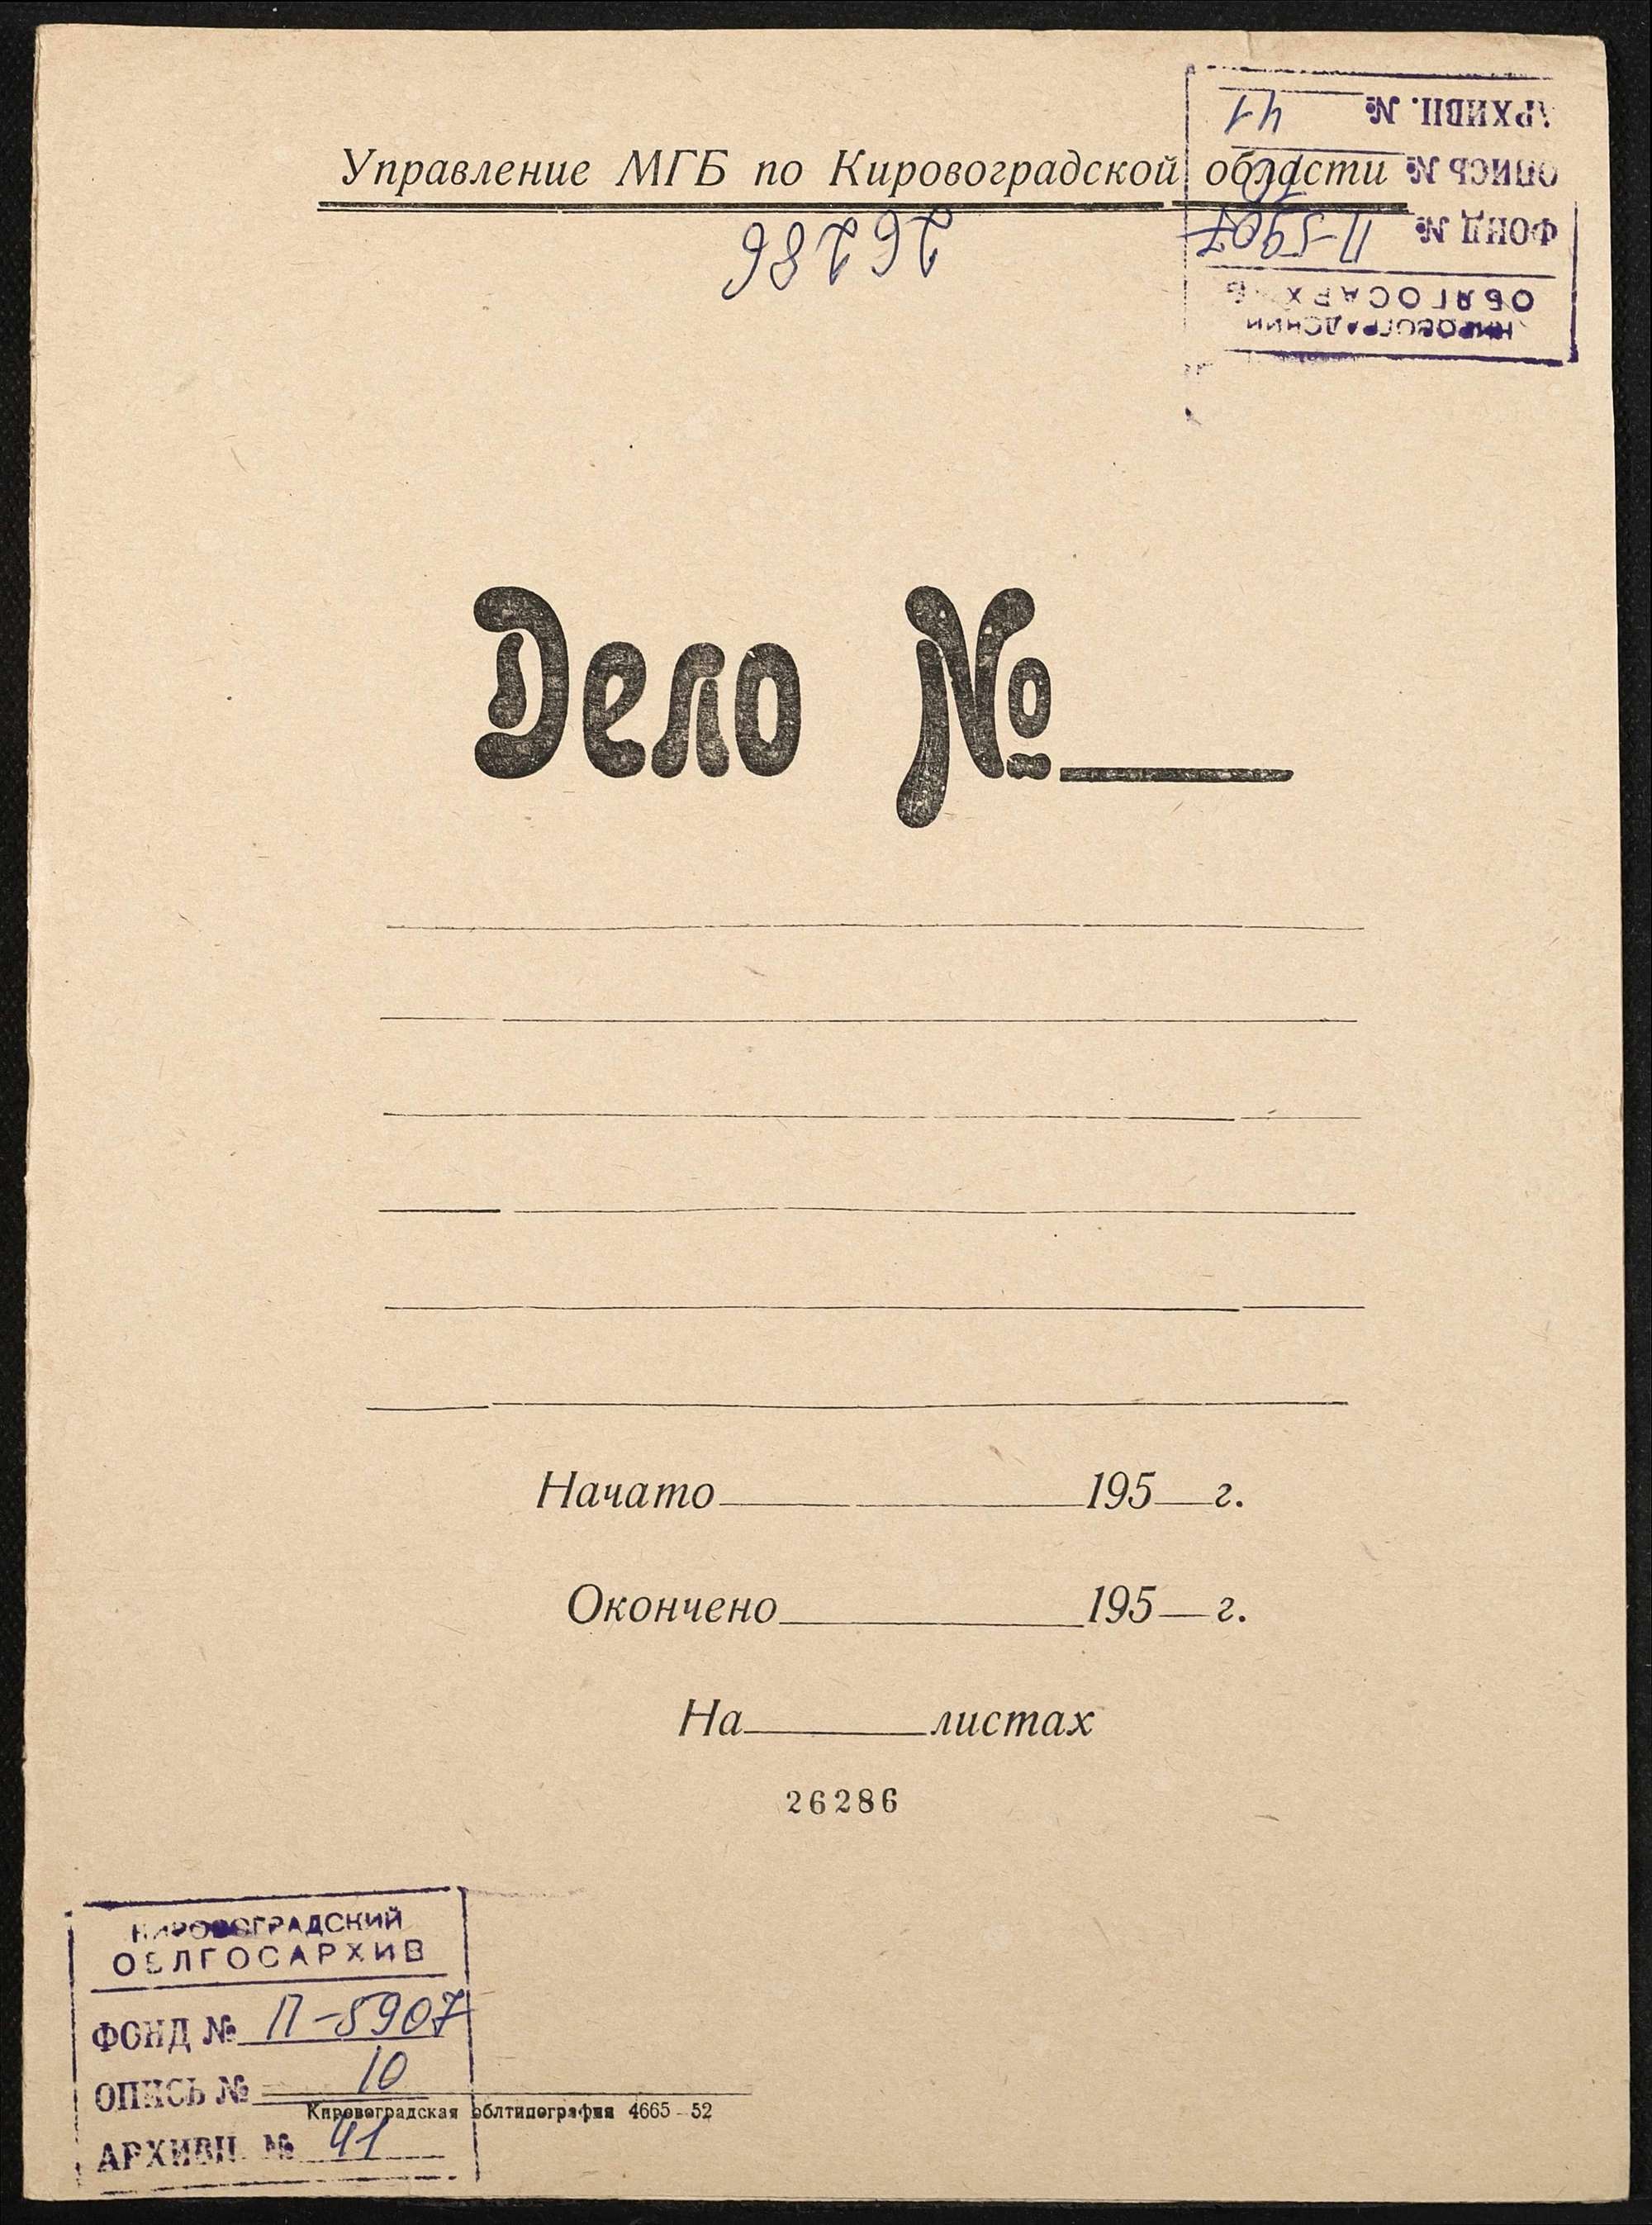 Управление МГБ по Кировоградской области
26286
КИРОВОГРАДСКИЙ
ОБЛГОСАРХИВ
ФОНД № П-5907
ОПИСЬ № 10
АРХИВН. № 41
Дело №
Начато 195 г.
Окончено 195 г.
На листах
26286
КИРОВОГРАДСКИЙ
ОБЛГОСАРХИВ
ФОНД № П-5907
ОПИСЬ № 10
Кировоградская облтипография 4665-52
АРХИВН. № 41